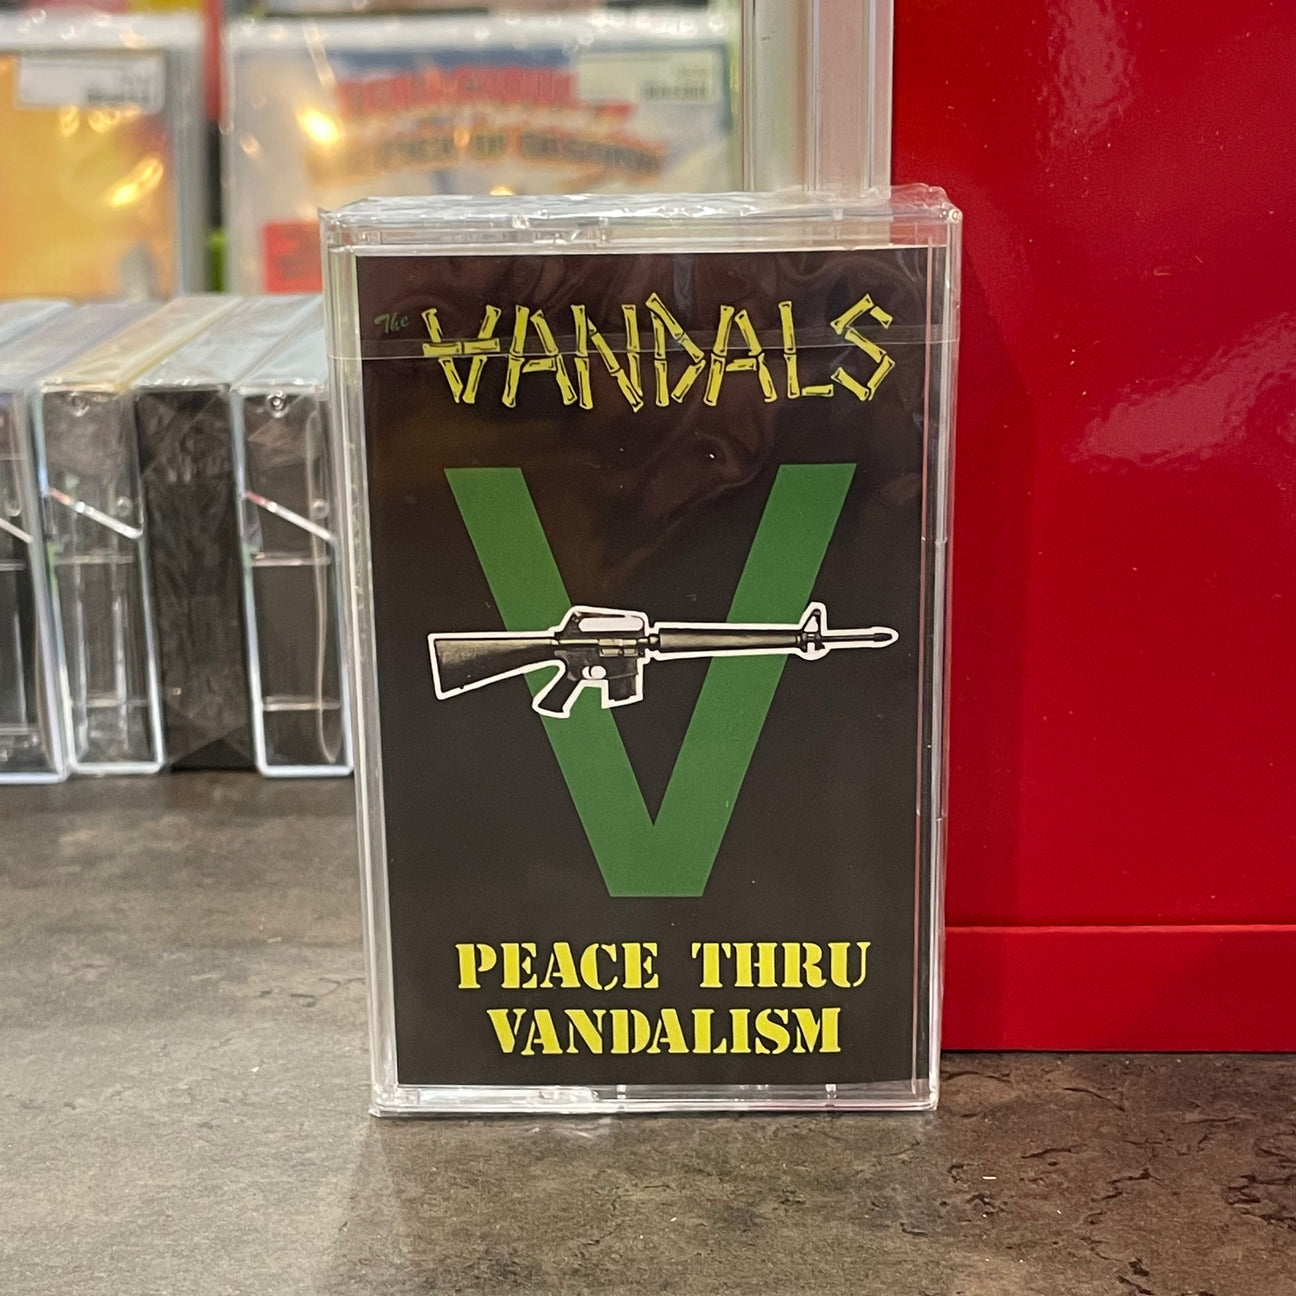 The VANDALS
PEACE THRU
VANDALISM